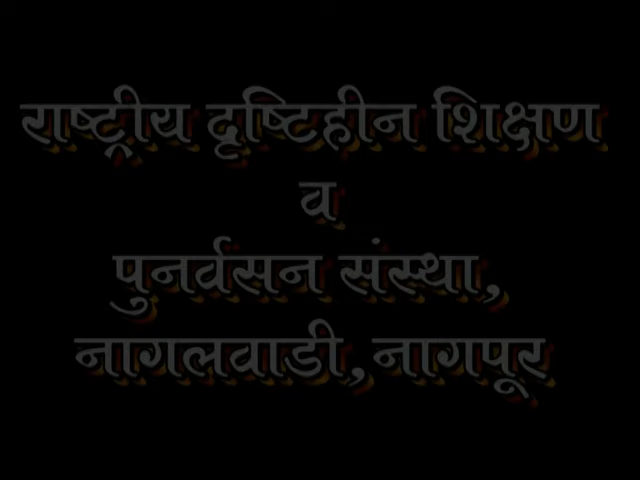 राष्ट्रीय दृष्टिहीन शिक्षण
व
पुनर्वसन संस्था,
नागलवाडी, नागपूर